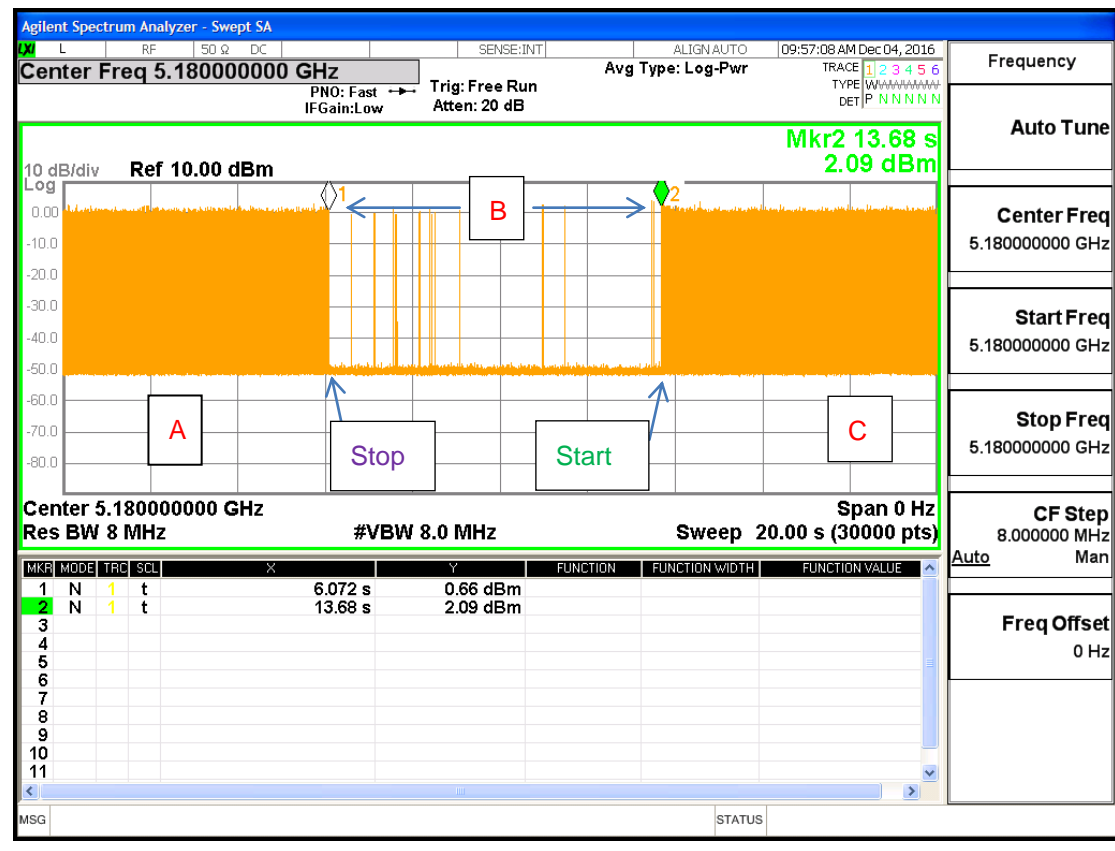 Agilent Spectrum Analyzer - Swept SA
LXI L RF 50 Ω DC SENSE:INT ALIGN AUTO 09:57:08 AM Dec 04, 2016
Center Freq 5.180000000 GHz
PNO: Fast
IFGain:Low
Trig: Free Run
Atten: 20 dB
Avg Type: Log-Pwr
TRACE 1 2 3 4 5 6
TYPE WWWWWW
DET P N N N N N
Mkr2 13.68 s
2.09 dBm
10 dB/div Ref 10.00 dBm
Log
1
2
0.00
-10.0
-20.0
-30.0
-40.0
-50.0
-60.0
-70.0
-80.0
B
A
C
Stop
Start
Center 5.180000000 GHz Span 0 Hz
Res BW 8 MHz #VBW 8.0 MHz Sweep 20.00 s (30000 pts)
MKR MODE TRC SCL X Y FUNCTION FUNCTION WIDTH FUNCTION VALUE
1 N 1 t 6.072 s 0.66 dBm
2 N 1 t 13.68 s 2.09 dBm
3
4
5
6
7
8
9
10
11
MSG STATUS
Frequency
Auto Tune
Center Freq
5.180000000 GHz
Start Freq
5.180000000 GHz
Stop Freq
5.180000000 GHz
CF Step
8.000000 MHz
Auto Man
Freq Offset
0 Hz